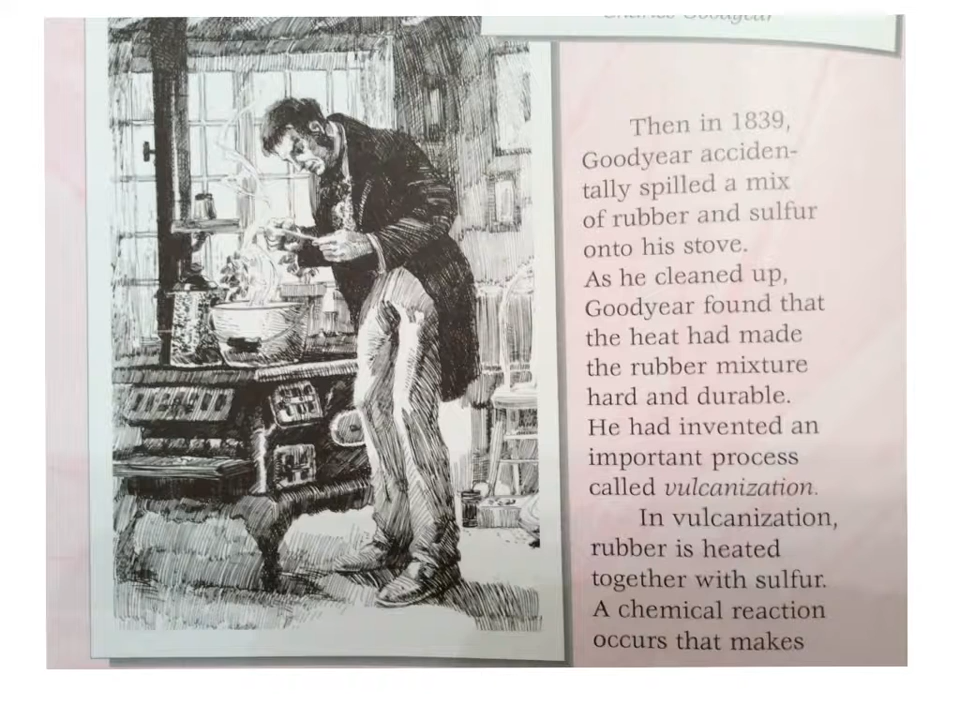 Charles Goodyear
Then in 1839,
Goodyear acciden-
tally spilled a mix
of rubber and sulfur
onto his stove.
As he cleaned up,
Goodyear found that
the heat had made
the rubber mixture
hard and durable.
He had invented an
important process
called vulcanization.
In vulcanization,
rubber is heated
together with sulfur.
A chemical reaction
occurs that makes